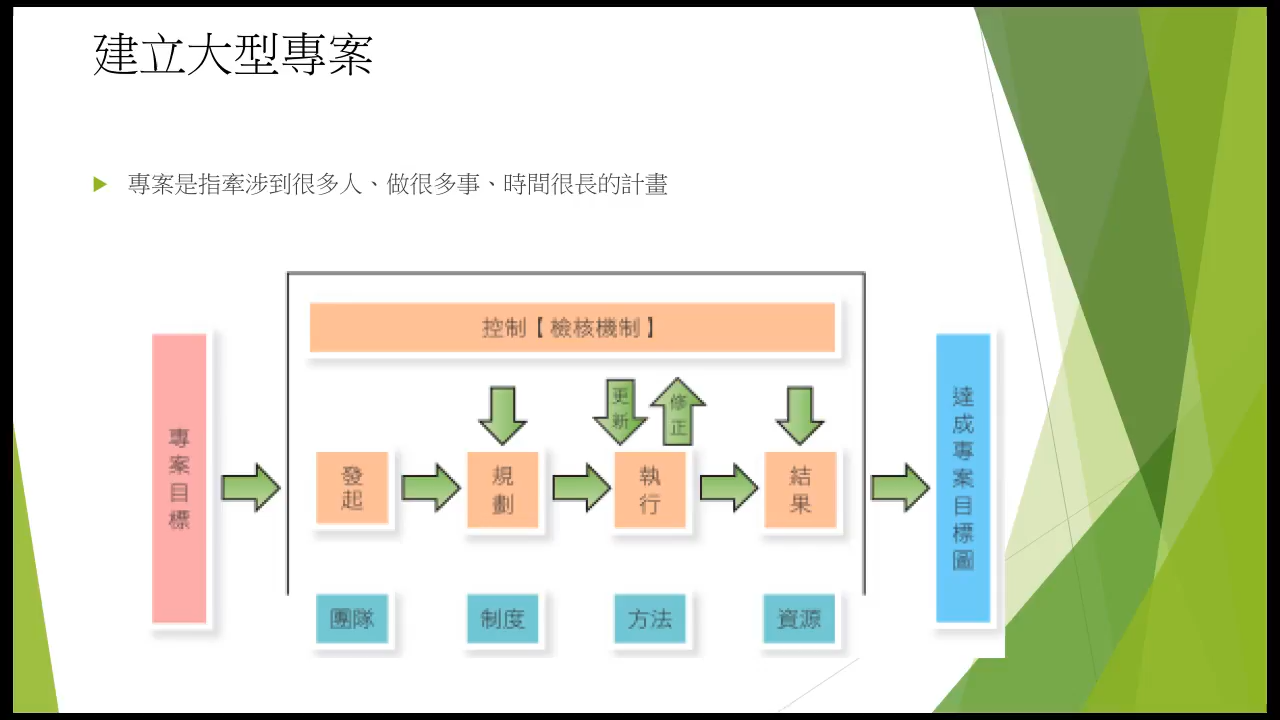 建立大型專案
專案是指牽涉到很多人、做很多事、時間很長的計畫
控制【檢核機制】
更新
修正
專案目標
發起
規劃
執行
結果
達成專案目標圖
團隊
制度
方法
資源